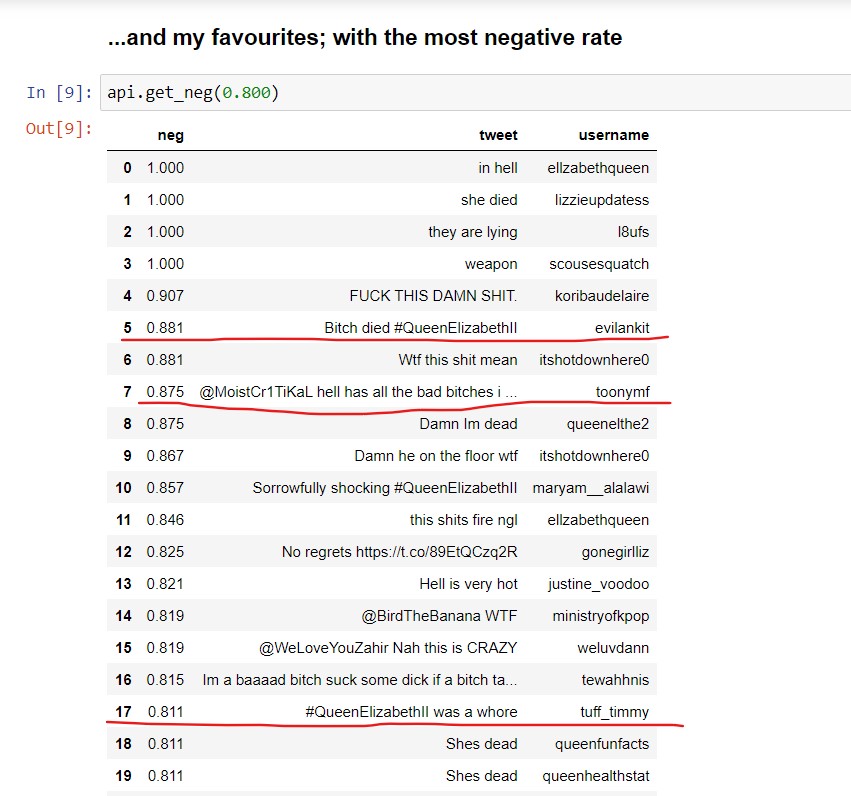 ...and my favourites; with the most negative rate
In [9]: api.get_neg(0.800)
Out[9]:
neg tweet username
0 1.000 in hell ellzabethqueen
1 1.000 she died lizzieupdatess
2 1.000 they are lying l8ufs
3 1.000 weapon scousesquatch
4 0.907 FUCK THIS DAMN SHIT. koribaudelaire
5 0.881 Bitch died #QueenElizabethII evilankit
6 0.881 Wtf this shit mean itshotdownhere0
7 0.875 @MoistCr1TiKaL hell has all the bad bitches i ... toonymf
8 0.875 Damn Im dead queenelthe2
9 0.867 Damn he on the floor wtf itshotdownhere0
10 0.857 Sorrowfully shocking #QueenElizabethII maryam__alalawi
11 0.846 this shits fire ngl ellzabethqueen
12 0.825 No regrets https://t.co/89EtQCzq2R gonegirlliz
13 0.821 Hell is very hot justine_voodoo
14 0.819 @BirdTheBanana WTF ministryofkpop
15 0.819 @WeLoveYouZahir Nah this is CRAZY weluvdann
16 0.815 Im a baaaad bitch suck some dick if a bitch ta... tewahhnis
17 0.811 #QueenElizabethII was a whore tuff_timmy
18 0.811 Shes dead queenfunfacts
19 0.811 Shes dead queenhealthstat